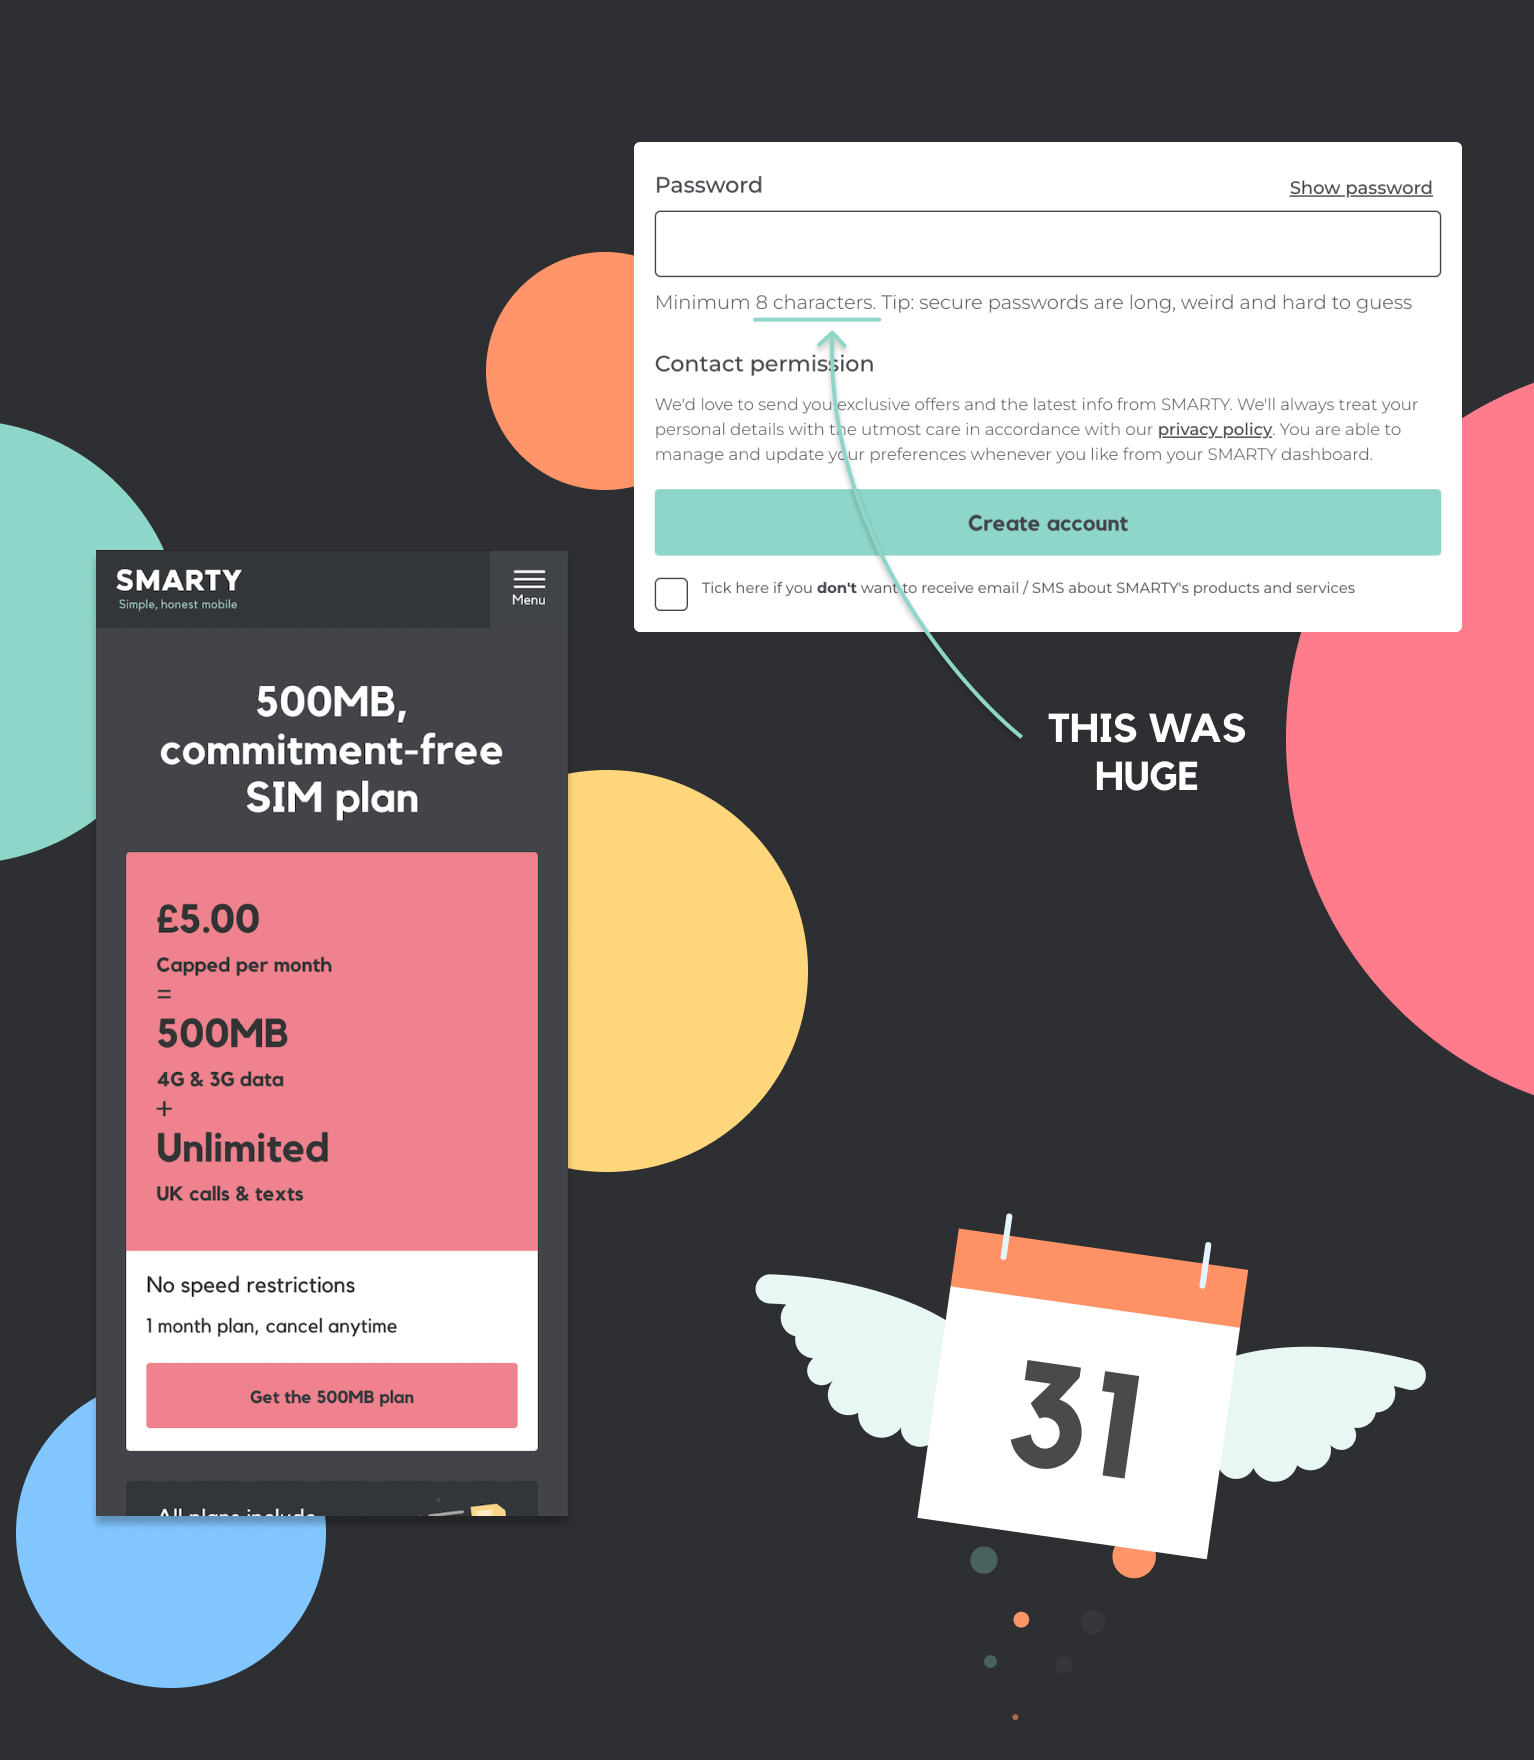 Password
Show password
Minimum 8 characters. Tip: secure passwords are long, weird and hard to guess
Contact permission
We'd love to send you exclusive offers and the latest info from SMARTY. We'll always treat your
personal details with the utmost care in accordance with our privacy policy. You are able to
manage and update your preferences whenever you like from your SMARTY dashboard.
Create account
Tick here if you don't want to receive email / SMS about SMARTY's products and services
THIS WAS
HUGE
SMARTY
Simple, honest mobile
Menu
500MB,
commitment-free
SIM plan
£5.00
Capped per month
=
500MB
4G & 3G data
+
Unlimited
UK calls & texts
No speed restrictions
1 month plan, cancel anytime
Get the 500MB plan
All plans include
31